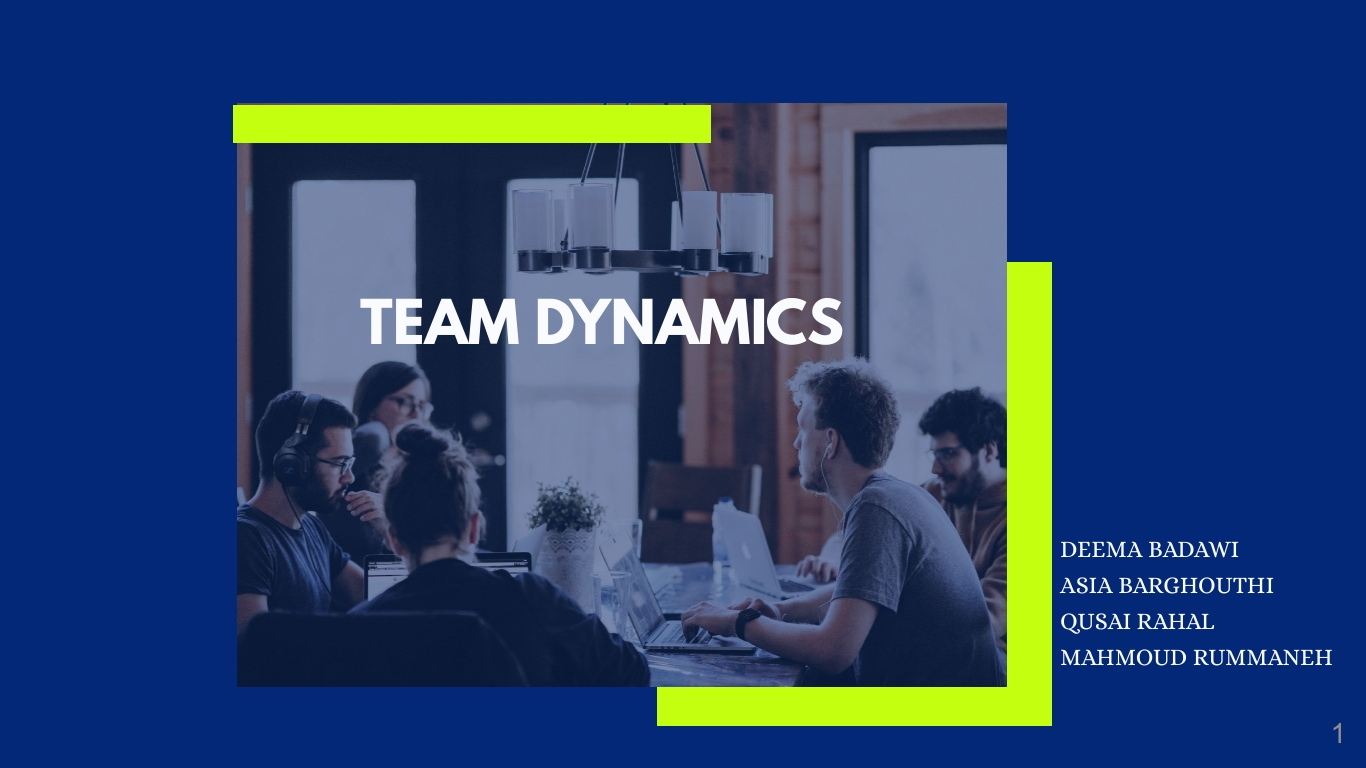 TEAM DYNAMICS
DEEMA BADAWI
ASIA BARGHOUTHI
QUSAI RAHAL
MAHMOUD RUMMANEH
1